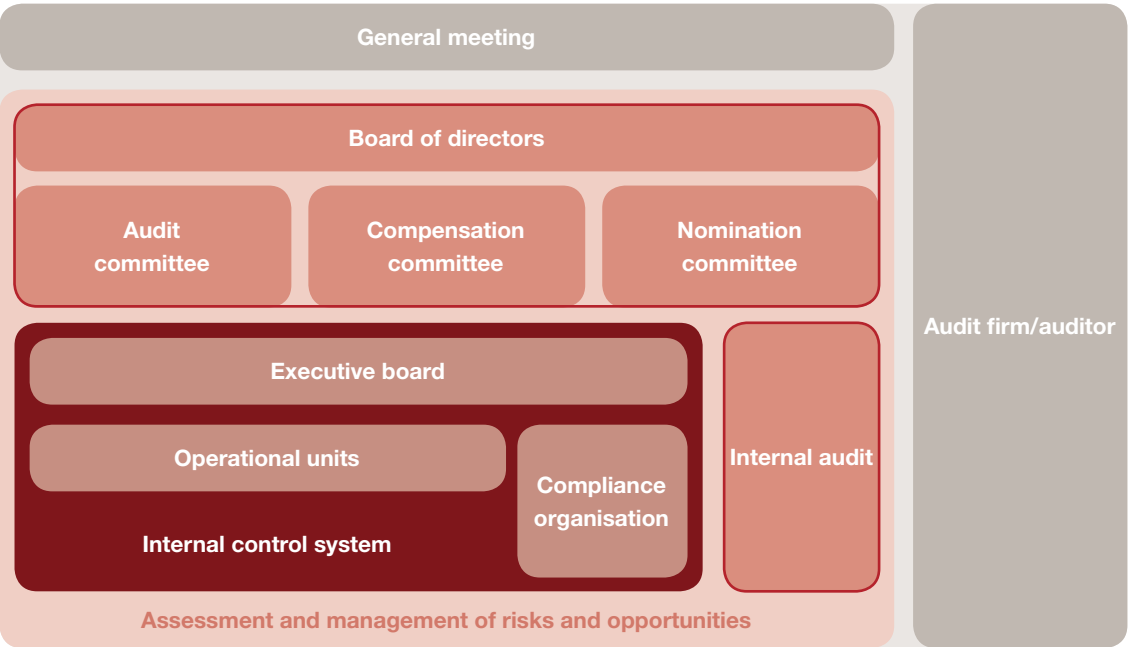 General meeting
Board of directors
Audit
committee
Compensation
committee
Nomination
committee
Executive board
Operational units
Compliance
organisation
Internal control system
Internal audit
Assessment and management of risks and opportunities
Audit firm/auditor